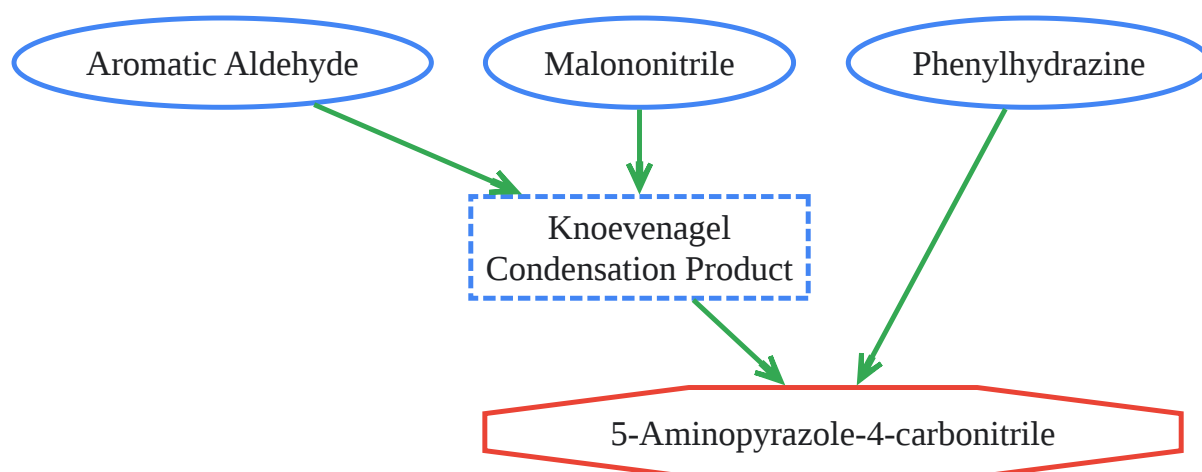 Aromatic Aldehyde
Malononitrile
Phenylhydrazine
Knoevenagel
Condensation Product
5-Aminopyrazole-4-carbonitrile